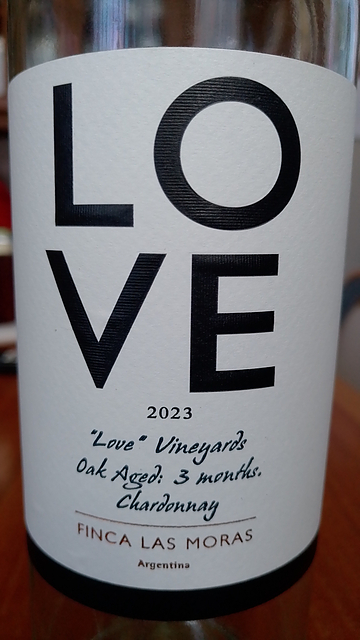 LO
VE
2023
"Love" Vineyards
Oak Aged: 3 months.
Chardonnay
FINCA LAS MORAS
Argentina